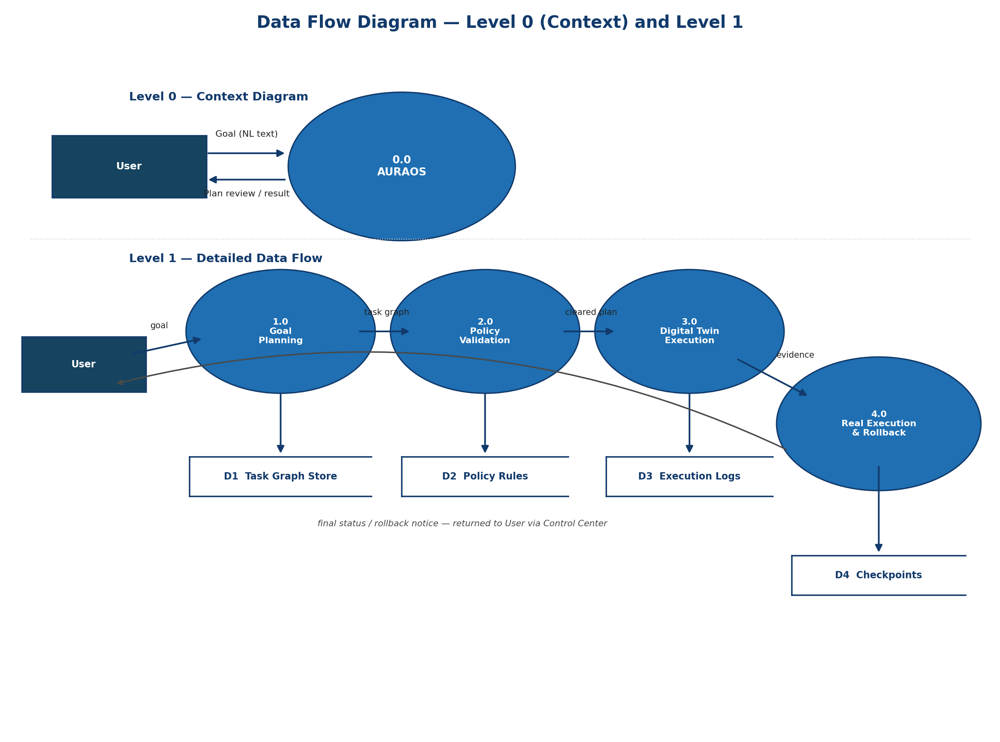 Data Flow Diagram — Level 0 (Context) and Level 1
Level 0 — Context Diagram
Goal (NL text)
User
0.0
AURAOS
Plan review / result
Level 1 — Detailed Data Flow
goal
User
1.0
Goal
Planning
task graph
2.0
Policy
Validation
cleared plan
3.0
Digital Twin
Execution
evidence
4.0
Real Execution
& Rollback
D1  Task Graph Store
D2  Policy Rules
D3  Execution Logs
final status / rollback notice — returned to User via Control Center
D4  Checkpoints